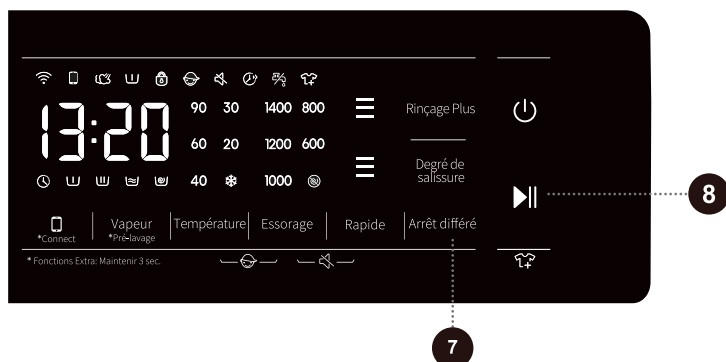 90 30 1400 800
Rinçage Plus
13:20
60 20 1200 600
Degré de
salissure
40 1000
8
*Connect
Vapeur
*Pré-lavage
Température
Essorage
Rapide
Arrêt différé
* Fonctions Extra: Maintenir 3 sec.
7